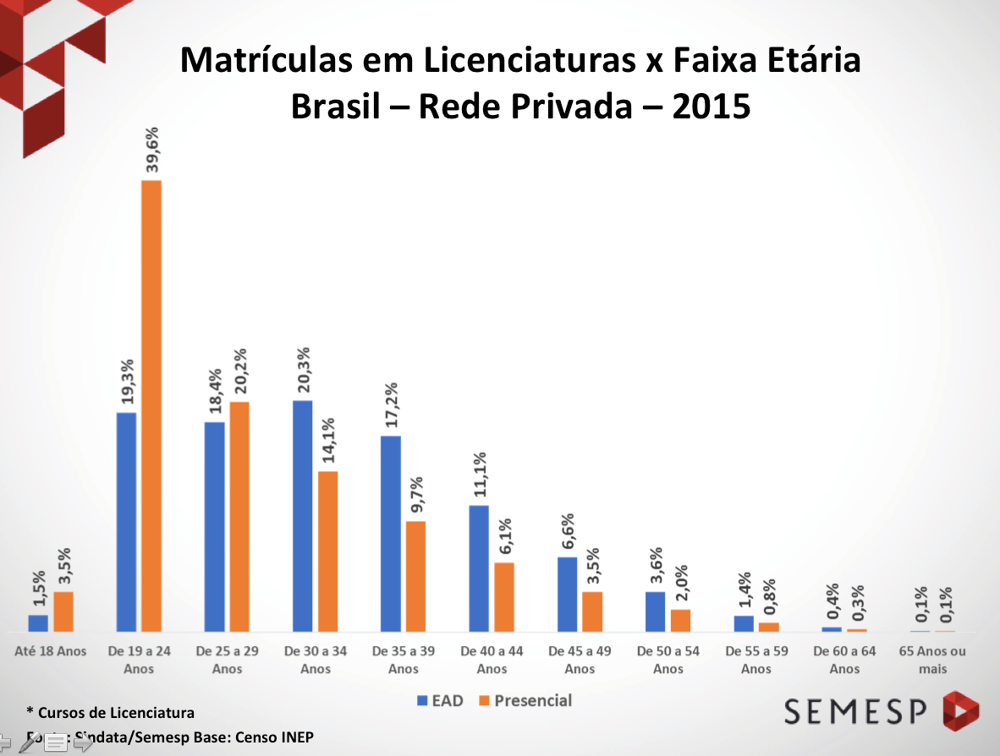 Matrículas em Licenciaturas x Faixa Etária
Brasil – Rede Privada – 2015
1,5%
3,5%
19,3%
39,6%
18,4%
20,2%
20,3%
14,1%
17,2%
9,7%
11,1%
6,1%
6,6%
3,5%
3,6%
2,0%
1,4%
0,8%
0,4%
0,3%
0,1%
0,1%
Até 18 Anos
De 19 a 24
Anos
De 25 a 29
Anos
De 30 a 34
Anos
De 35 a 39
Anos
De 40 a 44
Anos
De 45 a 49
Anos
De 50 a 54
Anos
De 55 a 59
Anos
De 60 a 64
Anos
65 Anos ou
mais
EAD
Presencial
* Cursos de Licenciatura
Fonte: Sindata/Semesp Base: Censo INEP
SEMESP